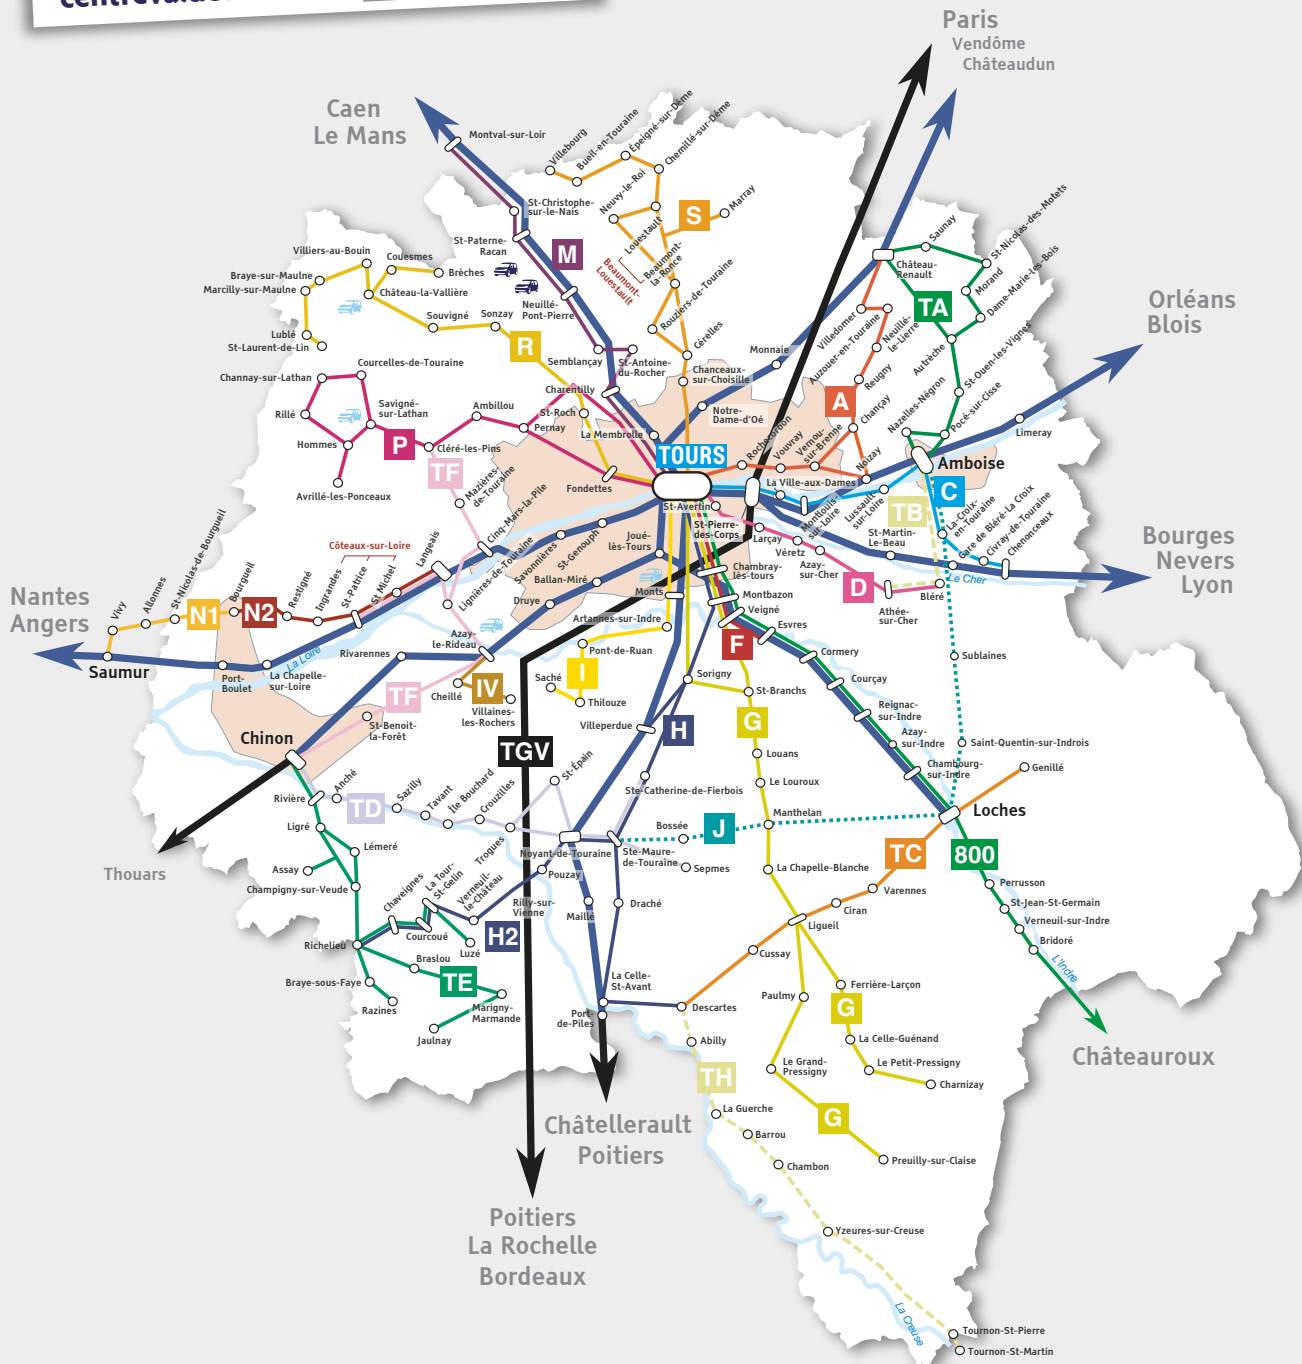 Paris
Vendôme
Châteaudun
Caen
Le Mans
Montval-sur-Loir
Villebourg
Bueil-en-Touraine
Épeigné-sur-Dême
Chemillé-sur-Dême
Neuvy-le-Roi
S
Marray
St-Christophe-
sur-le-Nais
St-Paterne-
Racan
M
Louestault
Beaumont-
la-Ronce
Beaumont-
Louestault
Rouziers-de-Touraine
Neuillé-
Pont-Pierre
Cérelles
Saunay
St-Nicolas-des-Motets
Château-
Renault
Morand
Dame-Marie-les-Bois
TA
Villiers-au-Bouin
Couesmes
Brèches
Braye-sur-Maulne
Marcilly-sur-Maulne
Château-la-Vallière
Souvigné
Sonzay
R
Lublé
St-Laurent-de-Lin
Semblançay
St-Antoine-
du-Rocher
Monnaie
Villedomer
Auzouer-en-Touraine
Neuillé-
le-Lierre
Autrèche
St-Ouen-les-Vignes
Orléans
Blois
Courcelles-de-Touraine
Channay-sur-Lathan
Rillé
Savigné-
sur-Lathan
Hommes
P
Ambillou
Cléré-les-Pins
Avrillé-les-Ponceaux
Charentilly
St-Roch
Pernay
La Membrolle
Chanceaux-
sur-Choisille
Notre-
Dame-d'Oé
Reugny
A
Chançay
Nazelles-Négron
Pocé-sur-Cisse
Limeray
TOURS
Rochecorbon
Vouvray
Vernou-
sur-Brenne
Noizay
Amboise
TF
Mazières-
de-Touraine
Fondettes
La Ville-aux-Dames
Montlouis-
sur-Loire
Lussault-
sur-Loire
C
TB
La-Croix-
en-Touraine
Gare de Bléré-La Croix
Civray-de-Touraine
Chenonceaux
St-Avertin
St-Pierre-
des-Corps
Larçay
Véretz
Azay-
sur-Cher
St-Martin-
Le-Beau
Le Cher
Bléré
D
Athée-
sur-Cher
Bourges
Nevers
Lyon
Nantes
Angers
Vivy
Allonnes
St-Nicolas-de-Bourgueil
N1
Bourgueil
N2
Restigné
Ingrandes
Côteaux-sur-Loire
St-Patrice
St Michel
Langeais
Cinq-Mars-la-Pile
Lignières-de-Touraine
Savonnières
St-Genouph
Joué-
lès-Tours
Ballan-Miré
Druye
Chambray-
lès-tours
Monts
Montbazon
Veigné
Saumur
Port-
Boulet
La Chapelle-
sur-Loire
La Loire
Rivarennes
Azay-
le-Rideau
Artannes-sur-Indre
Pont-de-Ruan
I
Saché
Thilouze
F
Esvres
Cormery
Courçay
Reignac-
sur-Indre
Azay-
sur-Indre
Chambourg-
sur-Indre
Sublaines
Saint-Quentin-sur-Indrois
Genillé
TF
Cheillé
IV
Villaines-
les-Rochers
St-Benoit-
la-Forêt
Chinon
Sorigny
St-Branchs
G
H
Villeperdue
TGV
Louans
Le Louroux
Ste-Catherine-de-Fierbois
Manthelan
Bossée
J
Loches
Thouars
Rivière
Anché
TD
Sazilly
Tavant
Île Bouchard
Crouzilles
St-Épain
Trogues
Noyant-de-Touraine
Ste-Maure-
de-Touraine
Sepmes
Ligré
Lémeré
Assay
Champigny-sur-Veude
Pouzay
La Chapelle-Blanche
TC
800
Perrusson
Varennes
Ciran
St-Jean-St-Germain
Verneuil-sur-Indre
Bridoré
L'Indre
Châteauroux
Chaveignes
La Tour-
St-Gelin
Verneuil-
le-Château
Rilly-sur-
Vienne
Maillé
Draché
Ligueil
Cussay
Richelieu
Courcoué
Luzé
H2
Braslou
TE
Braye-sous-Faye
Razines
Marigny-
Marmande
Jaulnay
La Celle-
St-Avant
Port-
de-Piles
Descartes
Paulmy
Ferrière-Larçon
G
La Celle-Guénand
Abilly
TH
Le Grand-
Pressigny
Le Petit-Pressigny
Charnizay
La Guerche
G
Barrou
Chambon
Preuilly-sur-Claise
Châtellerault
Poitiers
Yzeures-sur-Creuse
Poitiers
La Rochelle
Bordeaux
La Creuse
Tournon-St-Pierre
Tournon-St-Martin